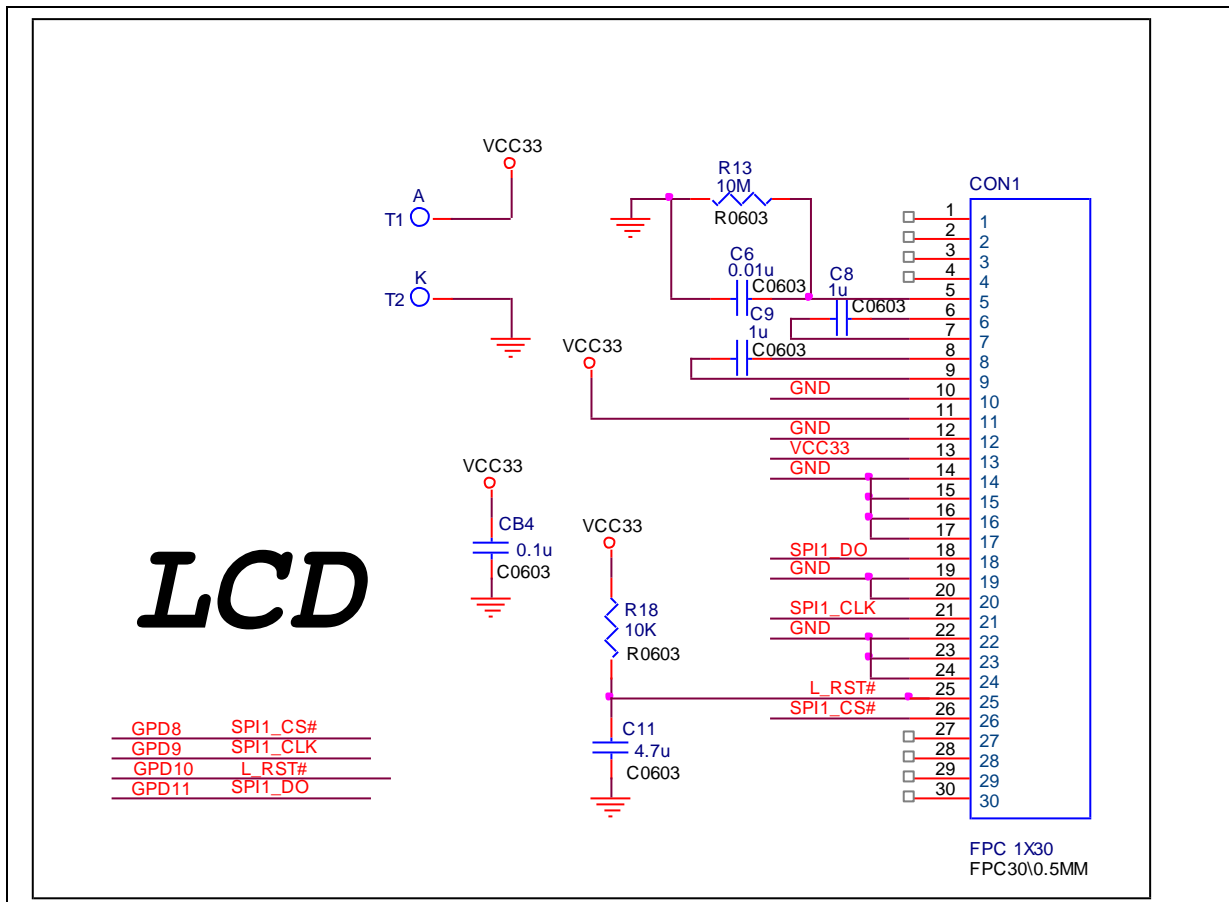 VCC33
A
T1
K
T2
R13
10M
R0603
C6
0.01u
C0603
C8
1u
C0603
C9
1u
C0603
VCC33
GND
GND
VCC33
GND
SPI1_DO
GND
SPI1_CLK
GND
L_RST#
SPI1_CS#
VCC33
CB4
0.1u
C0603
VCC33
R18
10K
R0603
C11
4.7u
C0603
LCD
GPD8 SPI1_CS#
GPD9 SPI1_CLK
GPD10 L_RST#
GPD11 SPI1_DO
CON1
1 1
2 2
3 3
4 4
5 5
6 6
7 7
8 8
9 9
10 10
11 11
12 12
13 13
14 14
15 15
16 16
17 17
18 18
19 19
20 20
21 21
22 22
23 23
24 24
25 25
26 26
27 27
28 28
29 29
30 30
FPC 1X30
FPC30\0.5MM